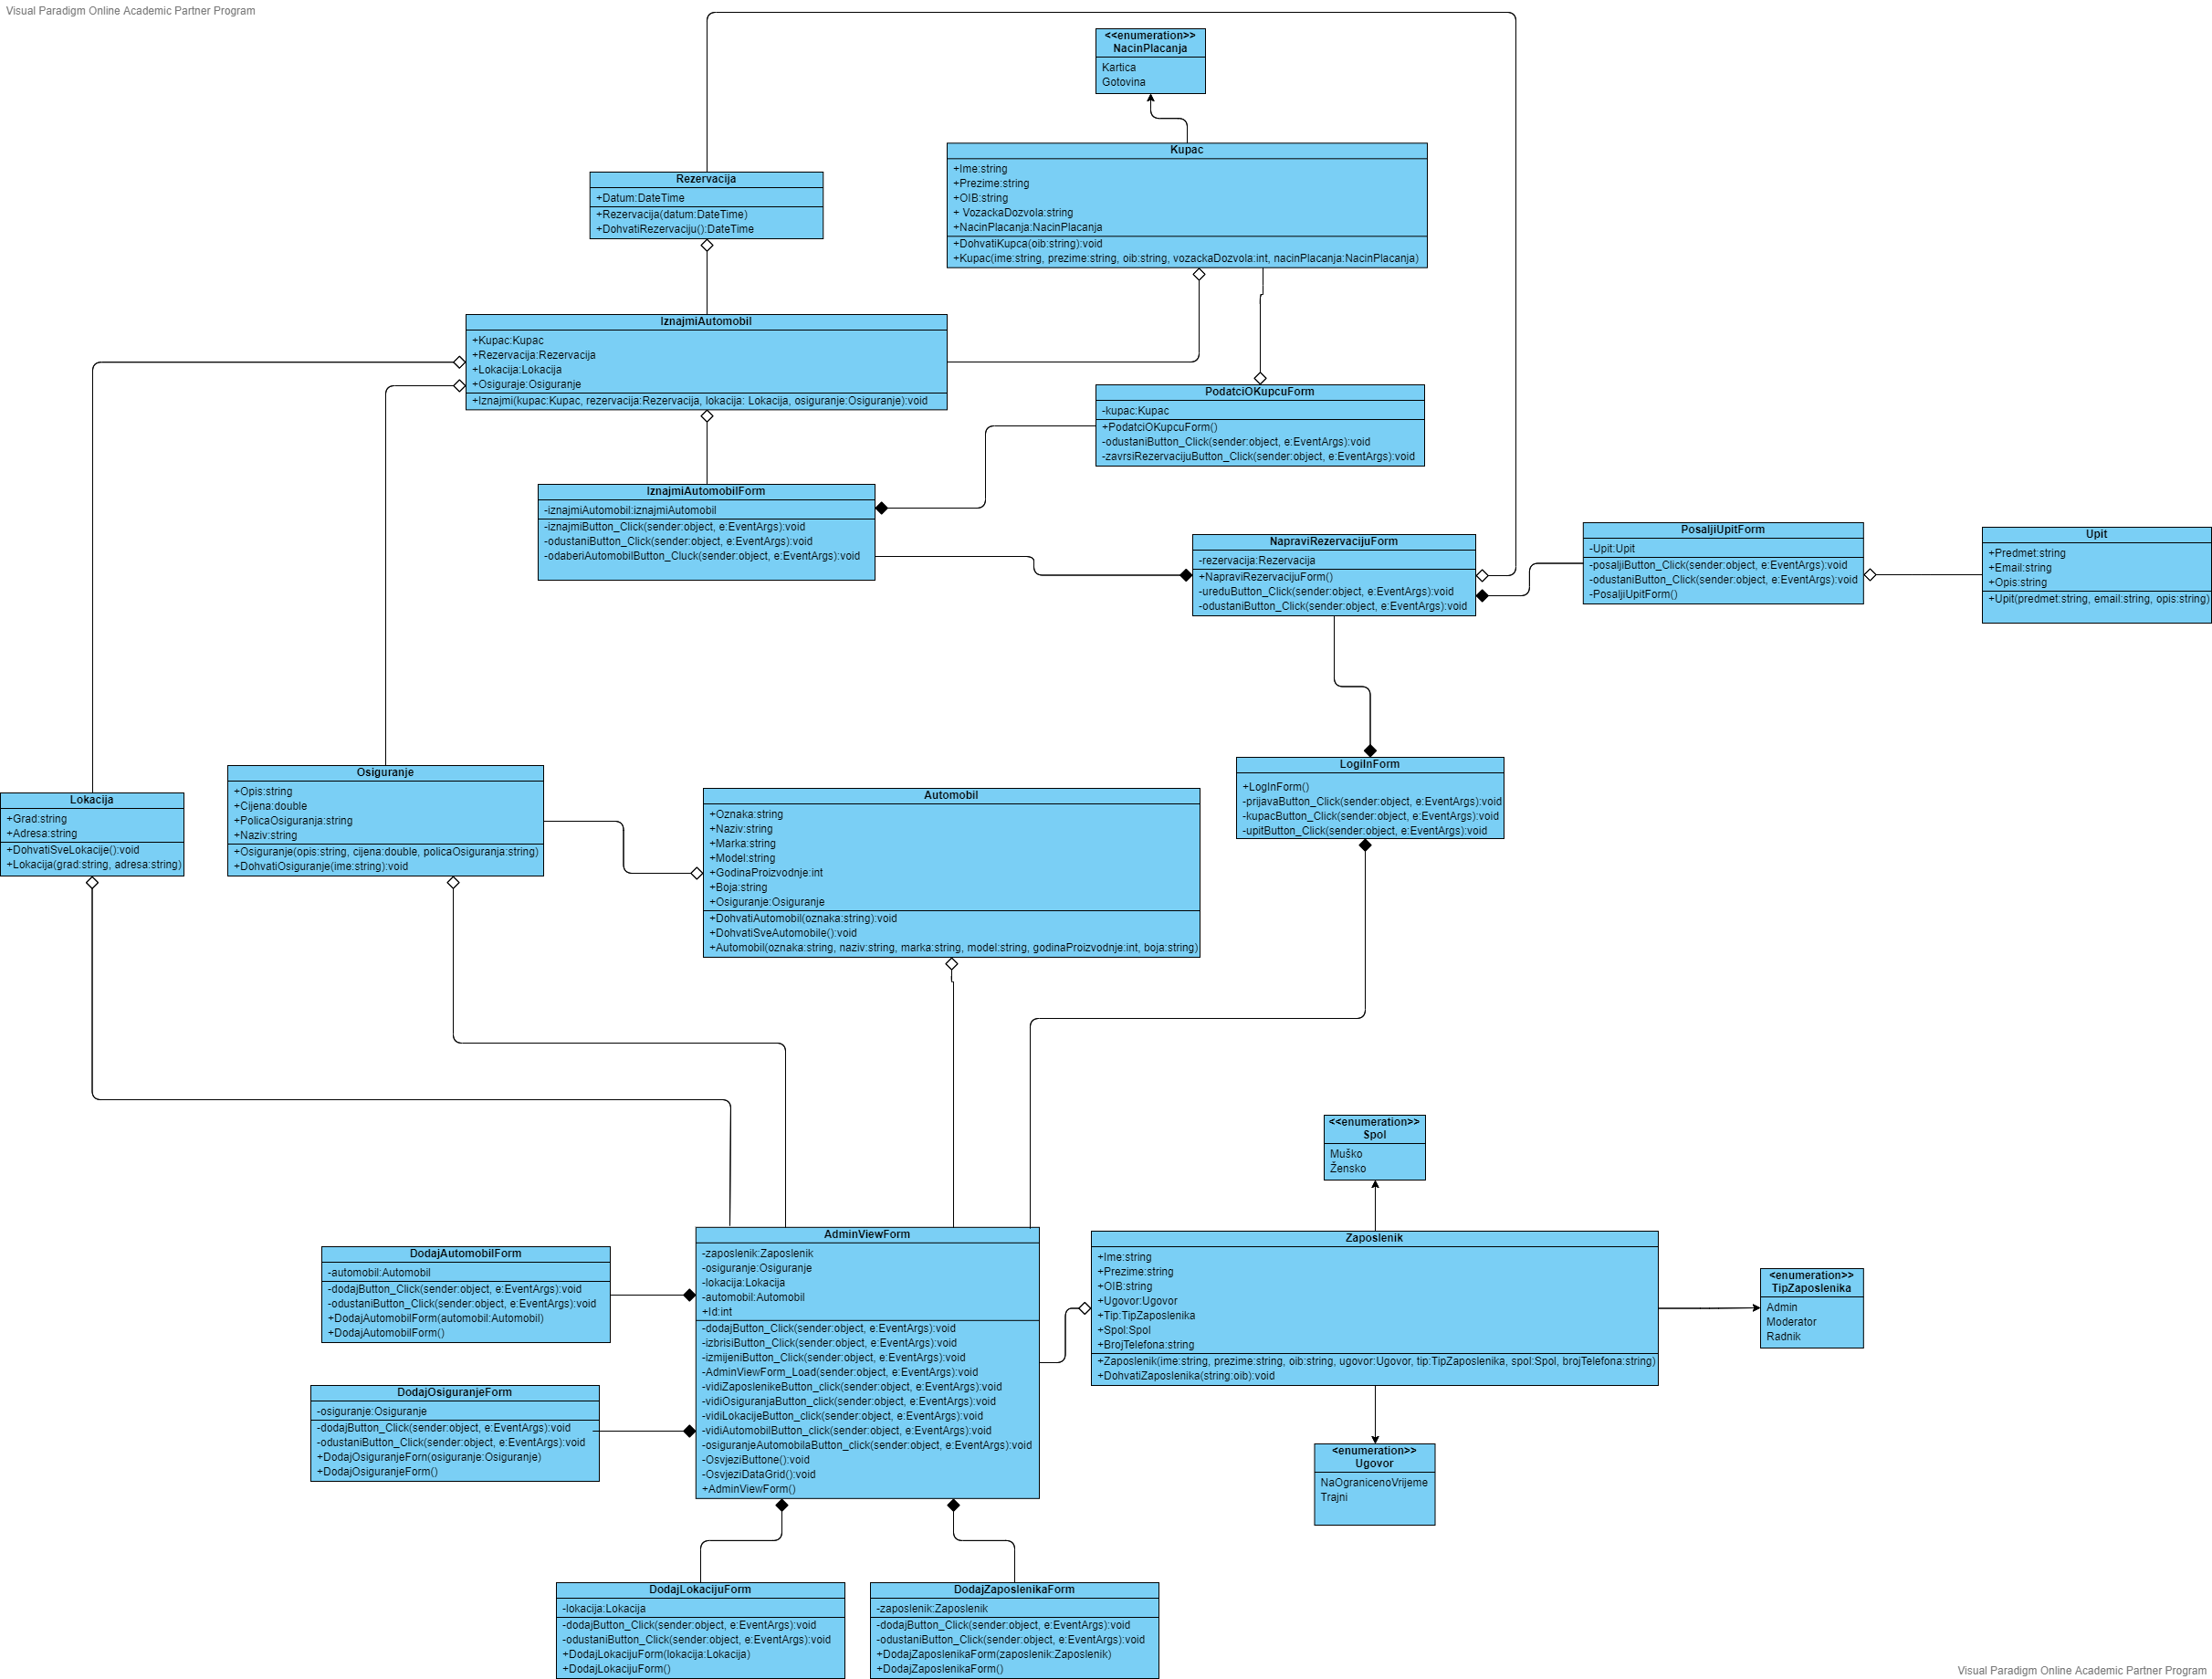 Visual Paradigm Online Academic Partner Program
<<enumeration>>
NacinPlacanja
Kartica
Gotovina
Kupac
+Ime:string
+Prezime:string
+OIB:string
+ VozackaDozvola:string
+NacinPlacanja:NacinPlacanja
+DohvatiKupca(oib:string):void
+Kupac(ime:string, prezime:string, oib:string, vozackaDozvola:int, nacinPlacanja:NacinPlacanja)
Rezervacija
+Datum:DateTime
+Rezervacija(datum:DateTime)
+DohvatiRezervaciju():DateTime
IznajmiAutomobil
+Kupac:Kupac
+Rezervacija:Rezervacija
+Lokacija:Lokacija
+Osiguraje:Osiguranje
+Iznajmi(kupac:Kupac, rezervacija:Rezervacija, lokacija: Lokacija, osiguranje:Osiguranje):void
PodatciOKupcuForm
-kupac:Kupac
+PodatciOKupcuForm()
-odustaniButton_Click(sender:object, e:EventArgs):void
-zavrsiRezervacijuButton_Click(sender:object, e:EventArgs):void
IznajmiAutomobilForm
-iznajmiAutomobil:iznajmiAutomobil
-iznajmiButton_Click(sender:object, e:EventArgs):void
-odustaniButton_Click(sender:object, e:EventArgs):void
-odaberiAutomobilButton_Cluck(sender:object, e:EventArgs):void
NapraviRezervacijuForm
-rezervacija:Rezervacija
+NapraviRezervacijuForm()
-ureduButton_Click(sender:object, e:EventArgs):void
-odustaniButton_Click(sender:object, e:EventArgs):void
PosaljiUpitForm
-Upit:Upit
-posaljiButton_Click(sender:object, e:EventArgs):void
-odustaniButton_Click(sender:object, e:EventArgs):void
-PosaljiUpitForm()
Upit
+Predmet:string
+Email:string
+Opis:string
+Upit(predmet:string, email:string, opis:string)
LogiInForm
+LogInForm()
-prijavaButton_Click(sender:object, e:EventArgs):void
-kupacButton_Click(sender:object, e:EventArgs):void
-upitButton_Click(sender:object, e:EventArgs):void
Lokacija
+Grad:string
+Adresa:string
+DohvatiSveLokacije():void
+Lokacija(grad:string, adresa:string)
Osiguranje
+Opis:string
+Cijena:double
+PolicaOsiguranja:string
+Naziv:string
+Osiguranje(opis:string, cijena:double, policaOsiguranja:string)
+DohvatiOsiguranje(ime:string):void
Automobil
+Oznaka:string
+Naziv:string
+Marka:string
+Model:string
+GodinaProizvodnje:int
+Boja:string
+Osiguranje:Osiguranje
+DohvatiAutomobil(oznaka:string):void
+DohvatiSveAutomobile():void
+Automobil(oznaka:string, naziv:string, marka:string, model:string, godinaProizvodnje:int, boja:string)
<<enumeration>>
Spol
Muško
Žensko
AdminViewForm
-zaposlenik:Zaposlenik
-osiguranje:Osiguranje
-lokacija:Lokacija
-automobil:Automobil
+Id:int
-dodajButton_Click(sender:object, e:EventArgs):void
-izbrisiButton_Click(sender:object, e:EventArgs):void
-izmijeniButton_Click(sender:object, e:EventArgs):void
-AdminViewForm_Load(sender:object, e:EventArgs):void
-vidiZaposlenikeButton_click(sender:object, e:EventArgs):void
-vidiOsiguranjaButton_click(sender:object, e:EventArgs):void
-vidiLokacijeButton_click(sender:object, e:EventArgs):void
-vidiAutomobilButton_click(sender:object, e:EventArgs):void
-osiguranjeAutomobilaButton_click(sender:object, e:EventArgs):void
-OsvjeziButtone():void
-OsvjeziDataGrid():void
+AdminViewForm()
Zaposlenik
+Ime:string
+Prezime:string
+OIB:string
+Ugovor:Ugovor
+Tip:TipZaposlenika
+Spol:Spol
+BrojTelefona:string
+Zaposlenik(ime:string, prezime:string, oib:string, ugovor:Ugovor, tip:TipZaposlenika, spol:Spol, brojTelefona:string)
+DohvatiZaposlenika(string:oib):void
<<enumeration>>
TipZaposlenika
Admin
Moderator
Radnik
DodajAutomobilForm
-automobil:Automobil
-dodajButton_Click(sender:object, e:EventArgs):void
-odustaniButton_Click(sender:object, e:EventArgs):void
+DodajAutomobilForm(automobil:Automobil)
+DodajAutomobilForm()
DodajOsiguranjeForm
-osiguranje:Osiguranje
-dodajButton_Click(sender:object, e:EventArgs):void
-odustaniButton_Click(sender:object, e:EventArgs):void
+DodajOsiguranjeForn(osiguranje:Osiguranje)
+DodajOsiguranjeForm()
<<enumeration>>
Ugovor
NaOgranicenoVrijeme
Trajni
DodajLokacijuForm
-lokacija:Lokacija
-dodajButton_Click(sender:object, e:EventArgs):void
-odustaniButton_Click(sender:object, e:EventArgs):void
+DodajLokacijuForm(lokacija:Lokacija)
+DodajLokacijuForm()
DodajZaposlenikaForm
-zaposlenik:Zaposlenik
-dodajButton_Click(sender:object, e:EventArgs):void
-odustaniButton_Click(sender:object, e:EventArgs):void
+DodajZaposlenikaForm(zaposlenik:Zaposlenik)
+DodajZaposlenikaForm()
Visual Paradigm Online Academic Partner Program